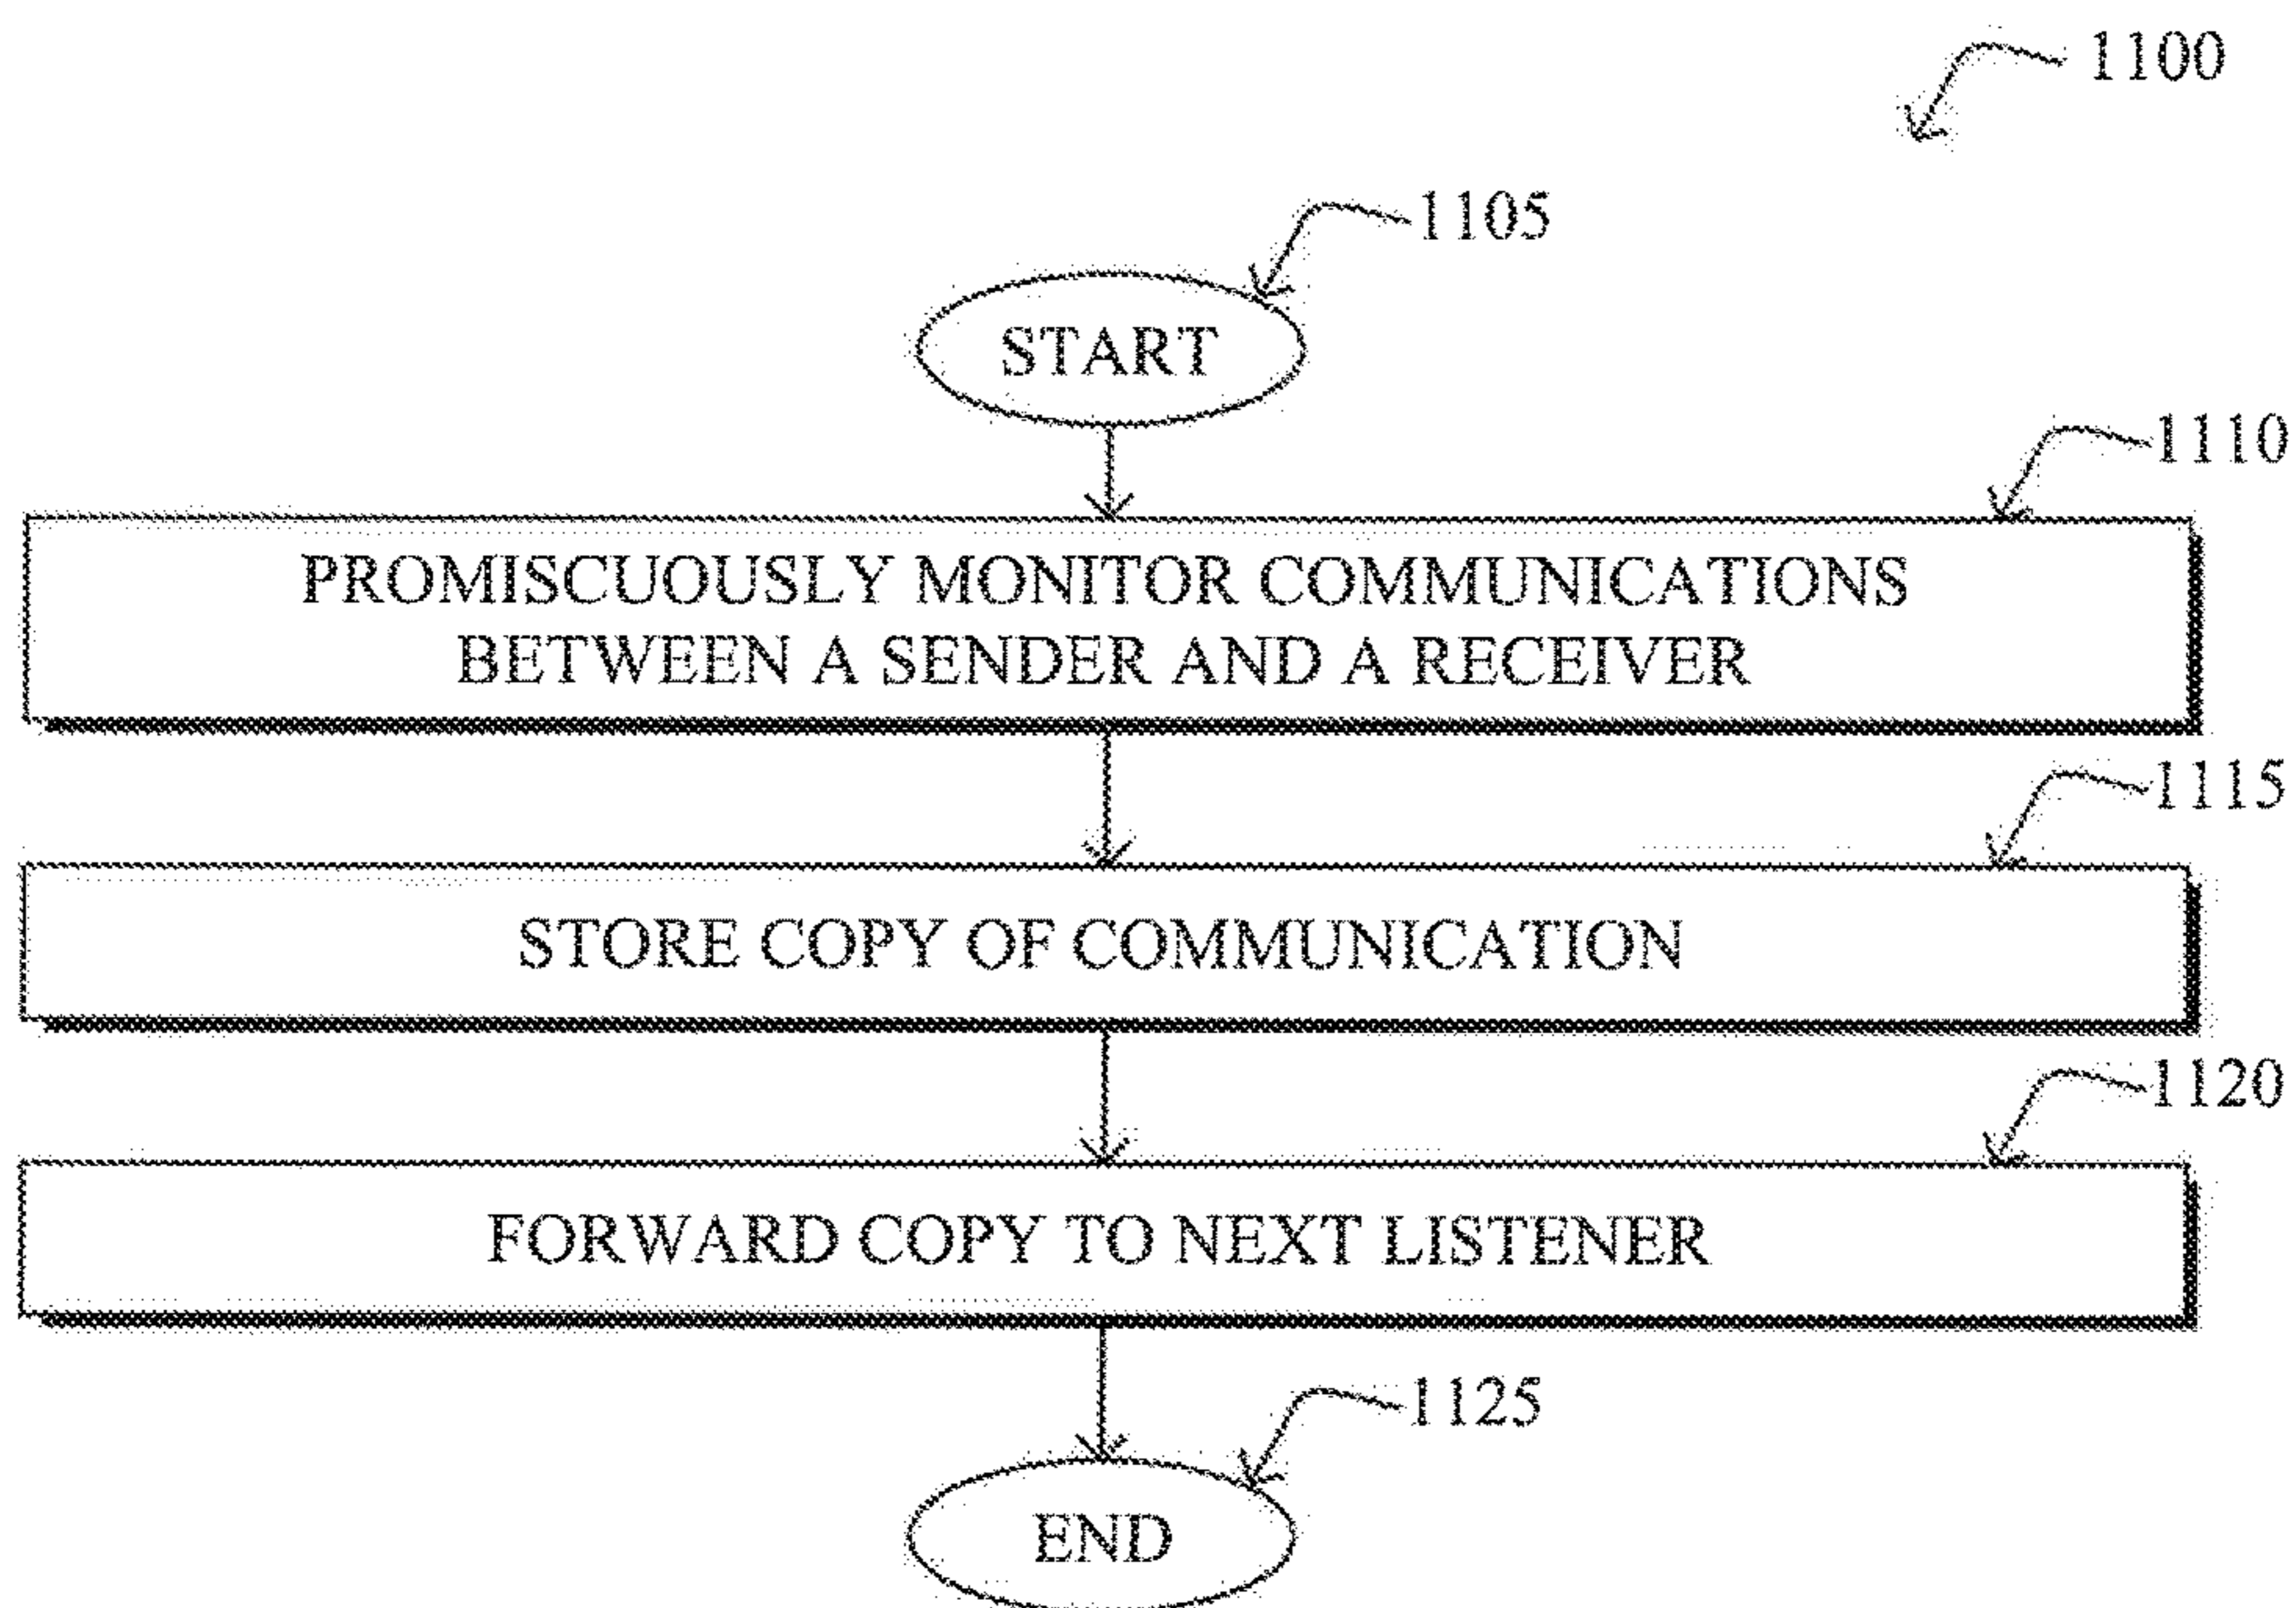 1100
1105
START
1110
PROMISCUOUSLY MONITOR COMMUNICATIONS
BETWEEN A SENDER AND A RECEIVER
1115
STORE COPY OF COMMUNICATION
1120
FORWARD COPY TO NEXT LISTENER
1125
END